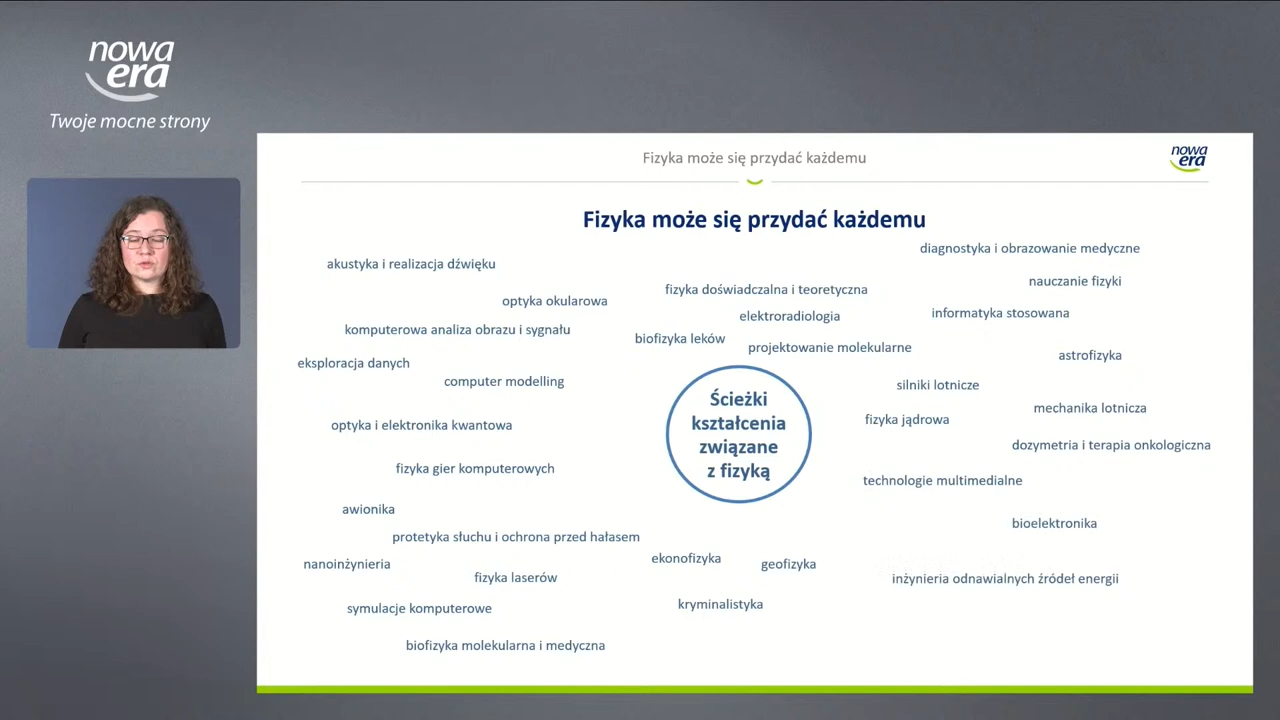 nowa
era
Twoje mocne strony
Fizyka może się przydać każdemu
nowa
era
Fizyka może się przydać każdemu
diagnostyka i obrazowanie medyczne
akustyka i realizacja dźwięku
nauczanie fizyki
fizyka doświadczalna i teoretyczna
optyka okularowa
elektroradiologia
informatyka stosowana
komputerowa analiza obrazu i sygnału
biofizyka leków
projektowanie molekularne
astrofizyka
eksploracja danych
computer modelling
silniki lotnicze
Ścieżki
kształcenia
związane
z fizyką
mechanika lotnicza
fizyka jądrowa
optyka i elektronika kwantowa
dozymetria i terapia onkologiczna
fizyka gier komputerowych
technologie multimedialne
awionika
bioelektronika
protetyka słuchu i ochrona przed hałasem
ekonofizyka
geofizyka
nanoinżynieria
fizyka laserów
inżynieria odnawialnych źródeł energii
kryminalistyka
symulacje komputerowe
biofizyka molekularna i medyczna